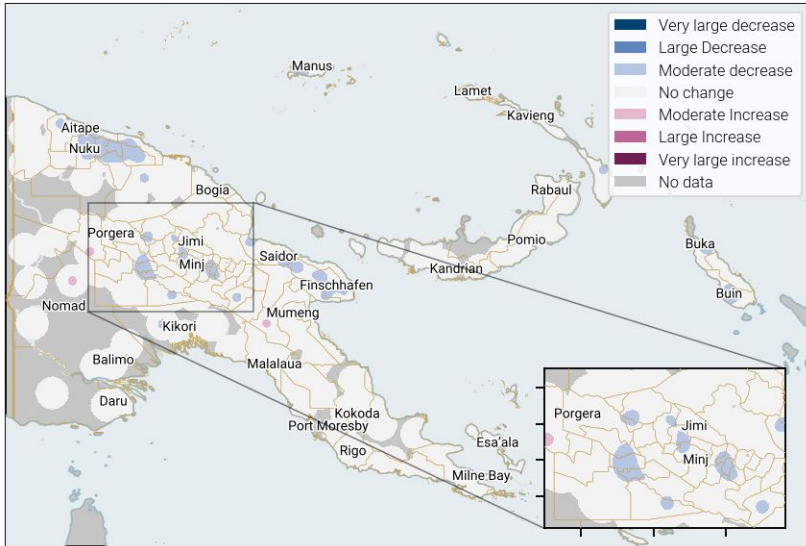 Very large decrease
Large Decrease
Moderate decrease
No change
Moderate Increase
Large Increase
Very large increase
No data
Manus
Lamet
Kavieng
Aitape
Nuku
Bogia
Rabaul
Porgera
Jimi
Minj
Saidor
Pomio
Buka
Kandrian
Finschhafen
Buin
Nomad
Mumeng
Kikori
Malalaua
Balimo
Daru
Kokoda
Port Moresby
Esa'ala
Rigo
Milne Bay
Porgera
Jimi
Minj